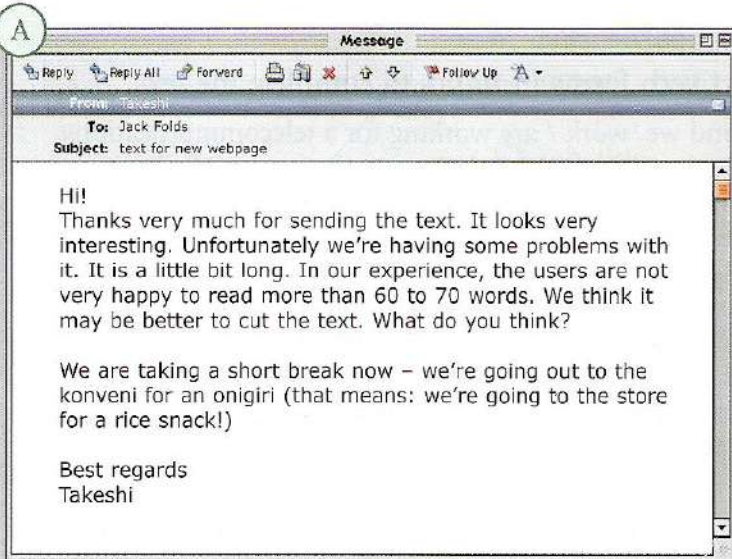 A
Message
Reply Reply All Forward Follow Up A
From: Takeshi
To: Jack Folds
Subject: text for new webpage
Hi!
Thanks very much for sending the text. It looks very
interesting. Unfortunately we're having some problems with
it. It is a little bit long. In our experience, the users are not
very happy to read more than 60 to 70 words. We think it
may be better to cut the text. What do you think?
We are taking a short break now – we're going out to the
konveni for an onigiri (that means: we're going to the store
for a rice snack!)
Best regards
Takeshi